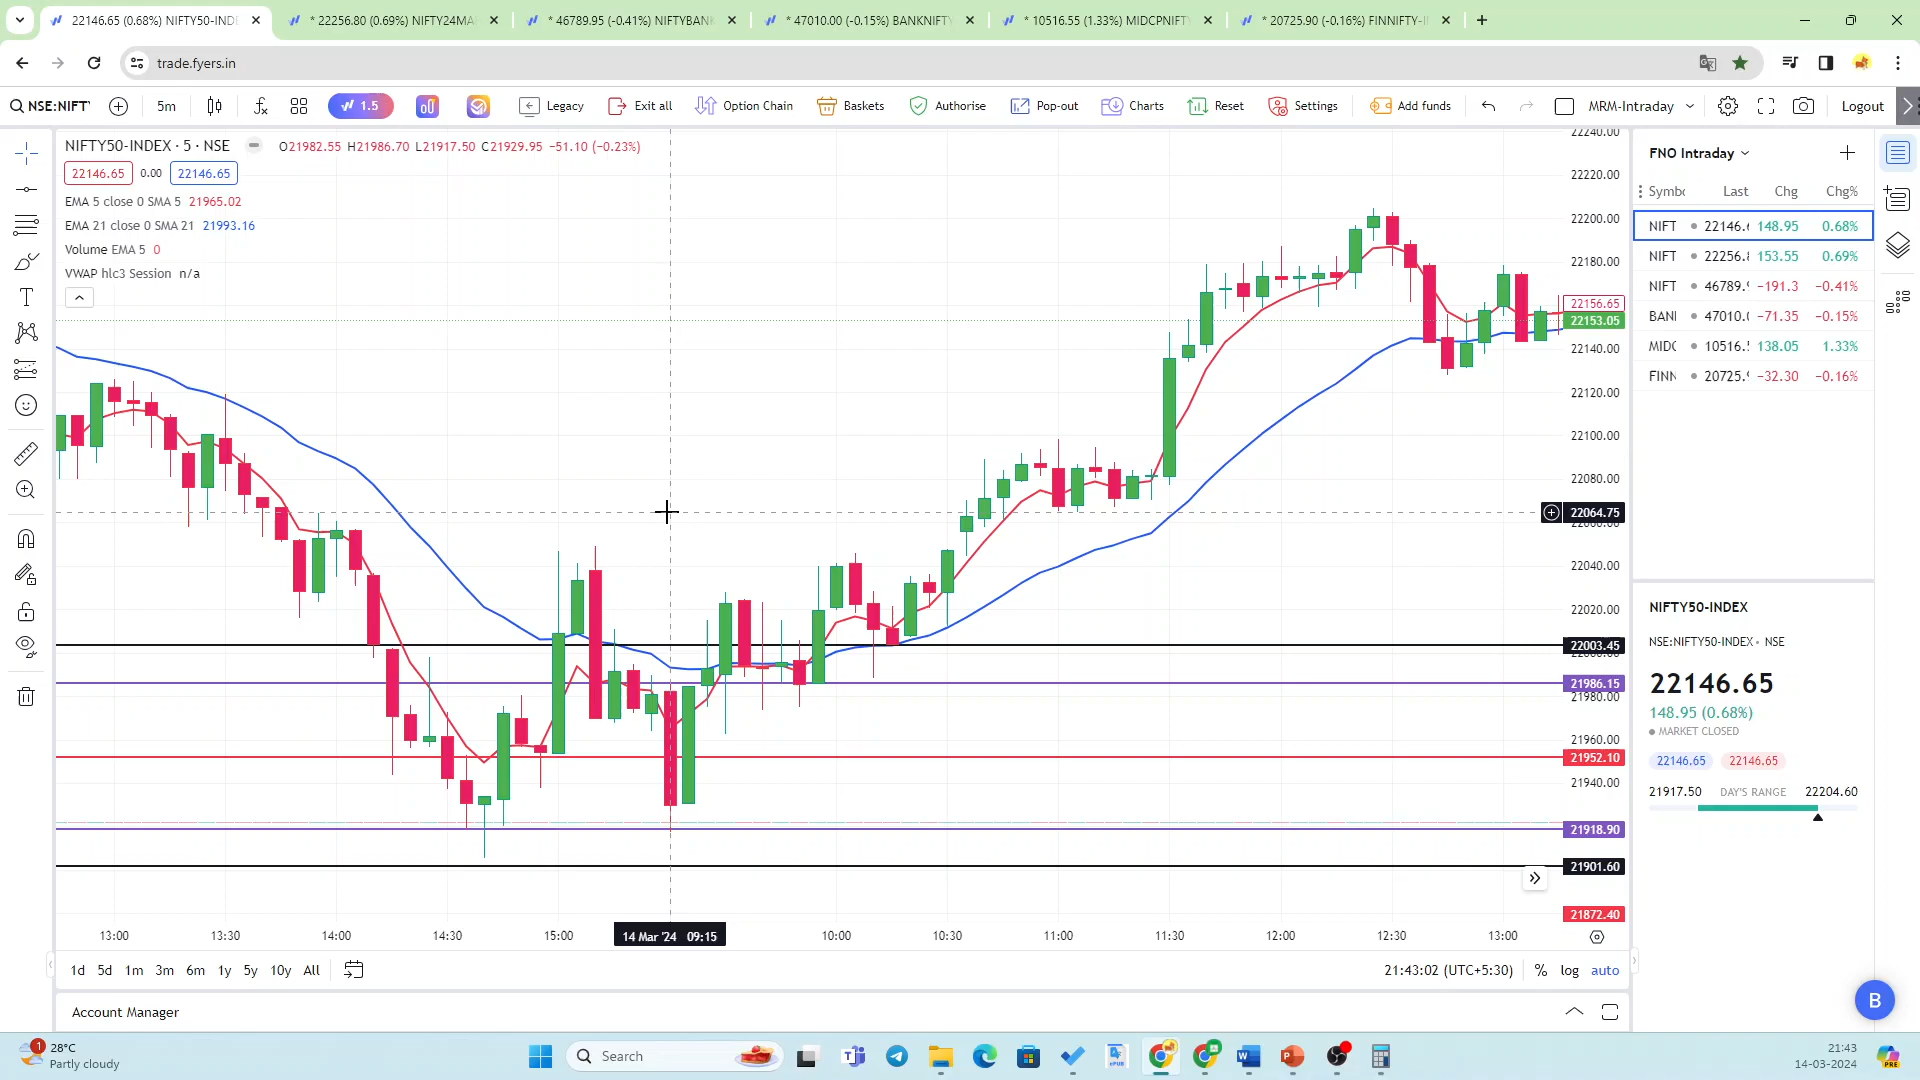 22146.65 (0.68%) NIFTY50-INDE
* 22256.80 (0.69%) NIFTY24MA
* 46789.95 (-0.41%) NIFTYBANK
* 47010.00 (-0.15%) BANKNIFTY
* 10516.55 (1.33%) MIDCPNIFTY
* 20725.90 (-0.16%) FINNIFTY-I
trade.fyers.in
NSE:NIFT
5m
1.5
Legacy
Exit all
Option Chain
Baskets
Authorise
Pop-out
Charts
Reset
Settings
Add funds
MRM-Intraday
Logout
NIFTY50-INDEX · 5 · NSE
O21982.55 H21986.70 L21917.50 C21929.95 −51.10 (−0.23%)
22146.65 0.00 22146.65
EMA 5 close 0 SMA 5 21965.02
EMA 21 close 0 SMA 21 21993.16
Volume EMA 5 0
VWAP hlc3 Session n/a
22240.00
22220.00
22200.00
22180.00
22156.65
22153.05
22140.00
22120.00
22100.00
22080.00
22064.75
22060.00
22040.00
22020.00
22003.45
21986.15
21980.00
21960.00
21952.10
21940.00
21918.90
21901.60
21872.40
13:00
13:30
14:00
14:30
15:00
14 Mar '24 09:15
10:00
10:30
11:00
11:30
12:00
12:30
13:00
1d 5d 1m 3m 6m 1y 5y 10y All
21:43:02 (UTC+5:30)
% log auto
Account Manager
FNO Intraday
Symbc Last Chg Chg%
NIFT 22146.6 148.95 0.68%
NIFT 22256.8 153.55 0.69%
NIFT 46789.9 −191.3 −0.41%
BANI 47010.0 −71.35 −0.15%
MIDC 10516.5 138.05 1.33%
FINN 20725.9 −32.30 −0.16%
NIFTY50-INDEX
NSE:NIFTY50-INDEX • NSE
22146.65
148.95 (0.68%)
MARKET CLOSED
22146.65 22146.65
21917.50 DAY'S RANGE 22204.60
B
1
28°C
Partly cloudy
Search
21:43
14-03-2024